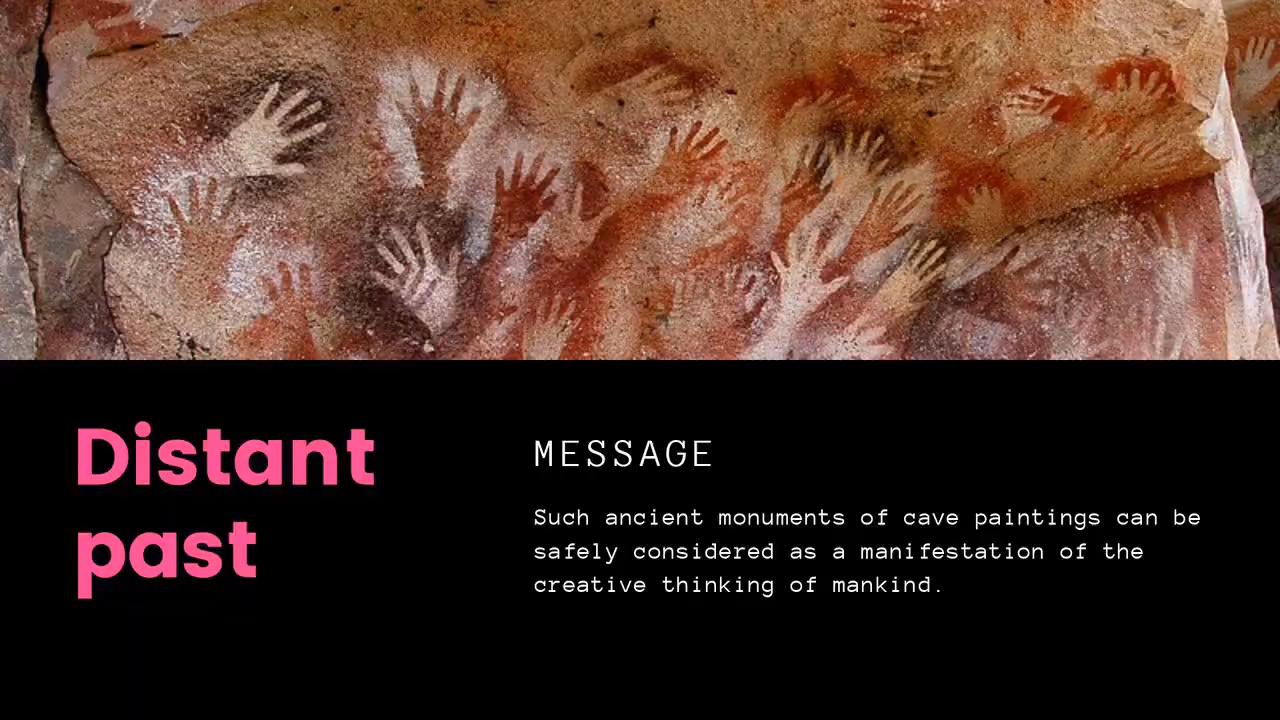 Distant
past
MESSAGE
Such ancient monuments of cave paintings can be
safely considered as a manifestation of the
creative thinking of mankind.